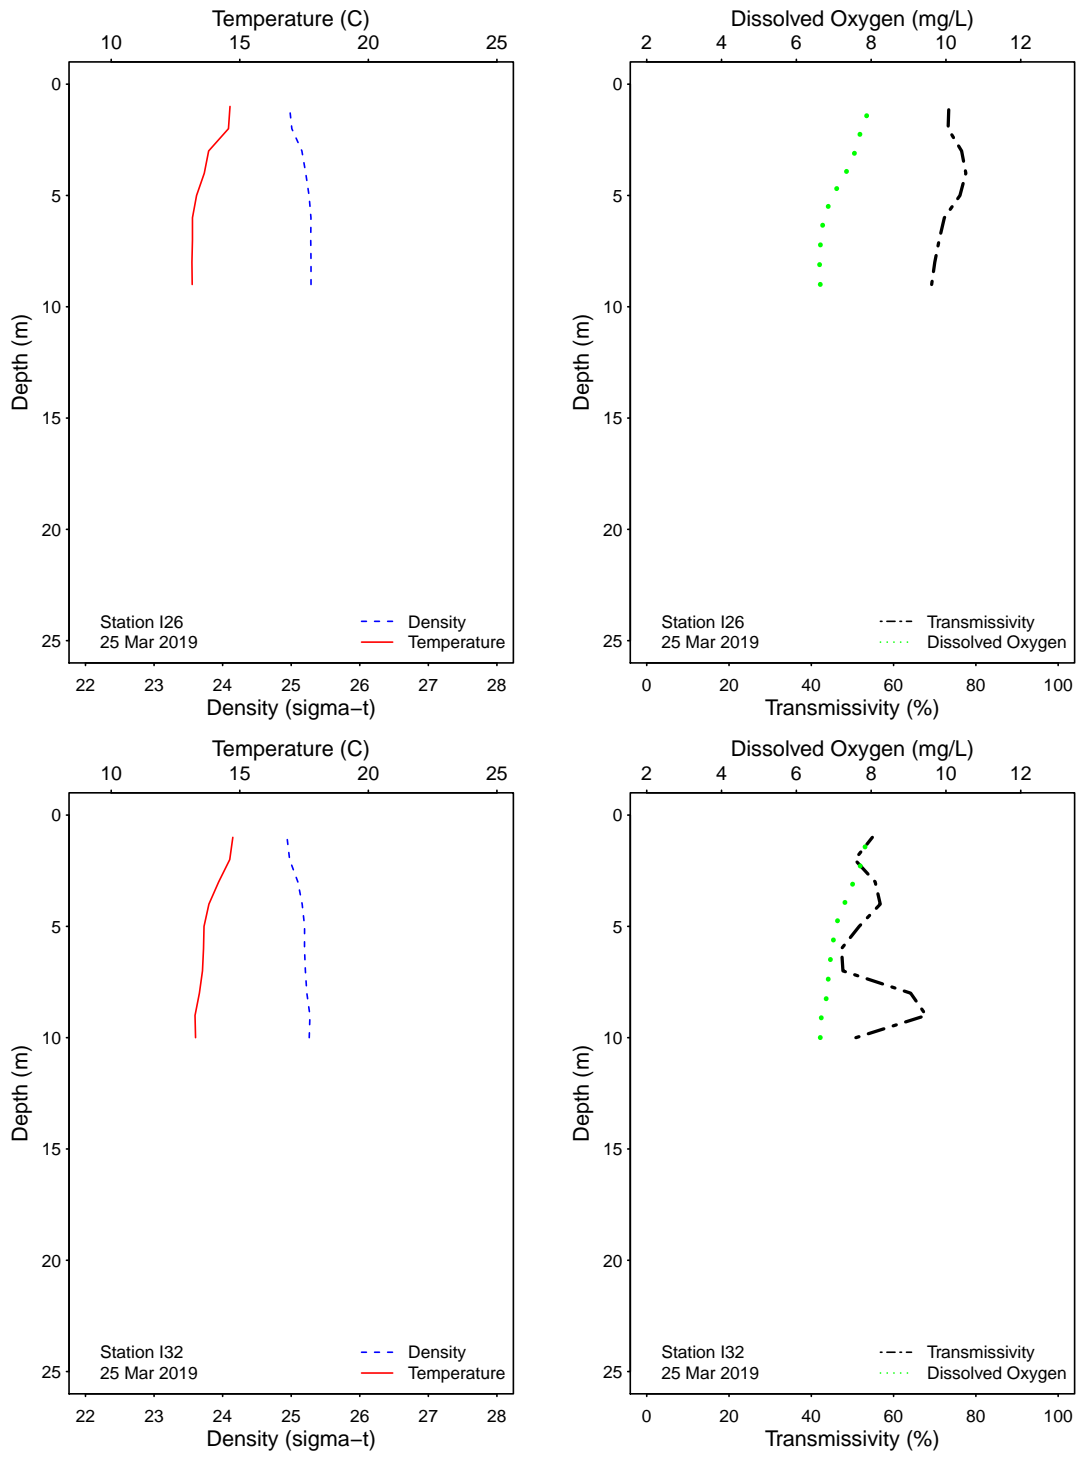 Temperature (C)
10 15 20 25
0
5
10
15
20
25
Depth (m)
Station I26
25 Mar 2019
Density
Temperature
22 23 24 25 26 27 28
Density (sigma−t)
Dissolved Oxygen (mg/L)
2 4 6 8 10 12
0
5
10
15
20
25
Depth (m)
Station I26
25 Mar 2019
Transmissivity
Dissolved Oxygen
0 20 40 60 80 100
Transmissivity (%)
Temperature (C)
10 15 20 25
0
5
10
15
20
25
Depth (m)
Station I32
25 Mar 2019
Density
Temperature
22 23 24 25 26 27 28
Density (sigma−t)
Dissolved Oxygen (mg/L)
2 4 6 8 10 12
0
5
10
15
20
25
Depth (m)
Station I32
25 Mar 2019
Transmissivity
Dissolved Oxygen
0 20 40 60 80 100
Transmissivity (%)